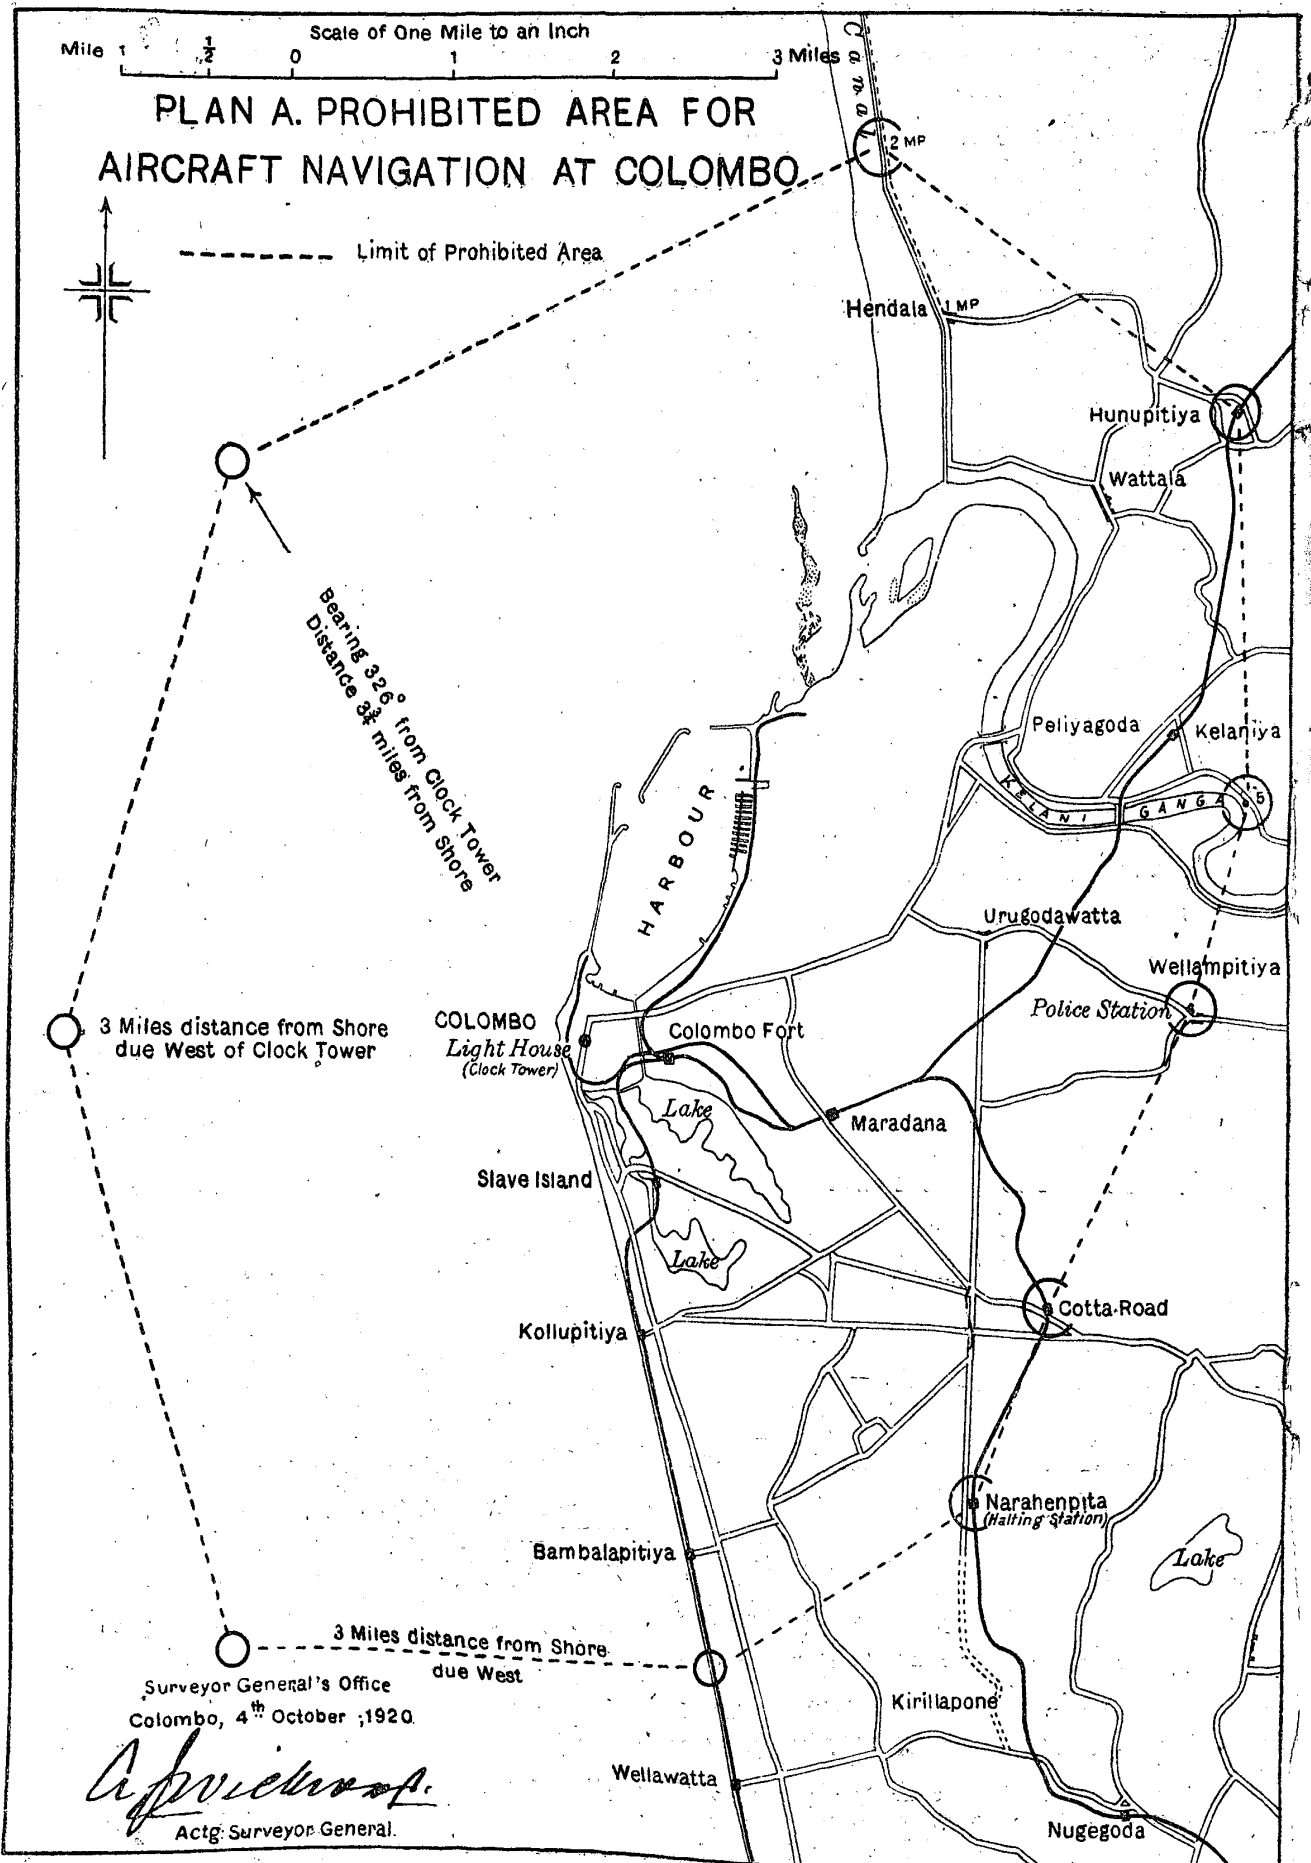 Scale of One Mile to an Inch
Mile 1 ½ 0 1 2 3 Miles
PLAN A. PROHIBITED AREA FOR
AIRCRAFT NAVIGATION AT COLOMBO
Limit of Prohibited Area
Canal
2 MP
Hendala 1 MP
Hunupitiya
Wattala
Bearing 326° from Clock Tower
Distance 3¾ miles from Shore
Peliyagoda
Kelaniya
KELANI GANGA
5
HARBOUR
Urugodawatta
Wellampitiya
Police Station
3 Miles distance from Shore
due West of Clock Tower
COLOMBO
Light House
(Clock Tower)
Colombo Fort
Lake
Maradana
Slave Island
Lake
Cotta-Road
Kollupitiya
Narahenpita
(Halting Station)
Bambalapitiya
Lake
3 Miles distance from Shore
due West
Surveyor General's Office
Colombo, 4th October, 1920.
Kirillapone
Wellawatta
Actg: Surveyor General.
Nugegoda